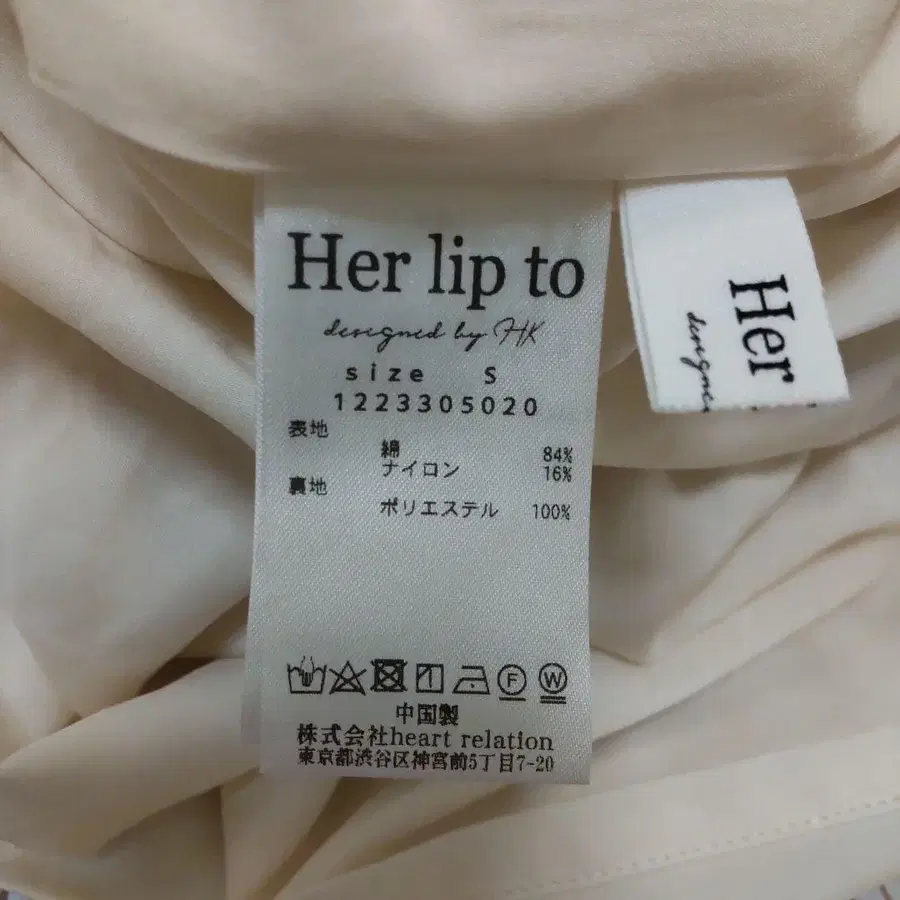 Her lip to
designed by HK
size S
1223305020
表地
綿 84%
ナイロン 16%
裏地
ポリエステル 100%
F W
中国製
株式会社heart relation
東京都渋谷区神宮前5丁目7-20
Her
designe